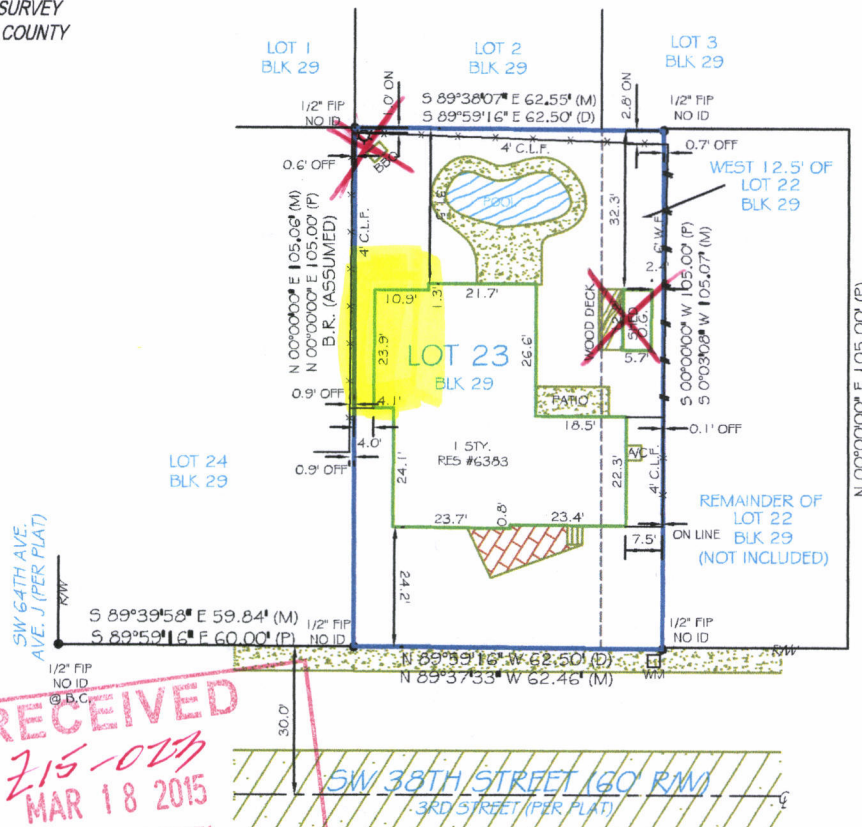 SURVEY
COUNTY
LOT 1
BLK 29
LOT 2
BLK 29
LOT 3
BLK 29
1/2" FIP
NO ID
1.0' ON
S 89°38'07" E 62.55' (M)
S 89°59'16" E 62.50' (D)
2.8' ON
1/2" FIP
NO ID
4' C.L.F.
0.7' OFF
0.6' OFF
BBQ
WEST 12.5' OF
LOT 22
BLK 29
POOL
32.3'
6' W.F.
N 00°00'00" E 105.06' (M)
N 00°00'00" E 105.00' (P)
B.R. (ASSUMED)
4' C.L.F.
S 00°00'00" W 105.00' (P)
S 0°03'08" W 105.07' (M)
N 00°00'00" E 105.00' (P)
10.9'
1.3'
21.7'
WOOD DECK
SHED
5.7'
23.9'
LOT 23
BLK 29
26.6'
0.9' OFF
4.1'
PATIO
18.5'
0.1' OFF
4.0'
1 STY.
RES #6383
A/C
4' C.L.F.
LOT 24
BLK 29
0.9' OFF
24.1'
22.3'
23.7'
0.8'
23.4'
REMAINDER OF
LOT 22
BLK 29
(NOT INCLUDED)
ON LINE
7.5'
24.2'
SW 64TH AVE.
AVE. J (PER PLAT)
R/W
S 89°39'58" E 59.84' (M)
S 89°59'16" E 60.00' (P)
1/2" FIP
NO ID
1/2" FIP
NO ID
1/2" FIP
NO ID
@ B.C.
N 89°59'16" W 62.50' (D)
N 89°37'33" W 62.46' (M)
WM
R/W
RECEIVED
Z15-023
MAR 18 2015
30.0'
SW 38TH STREET (60' R/W)
3RD STREET (PER PLAT)